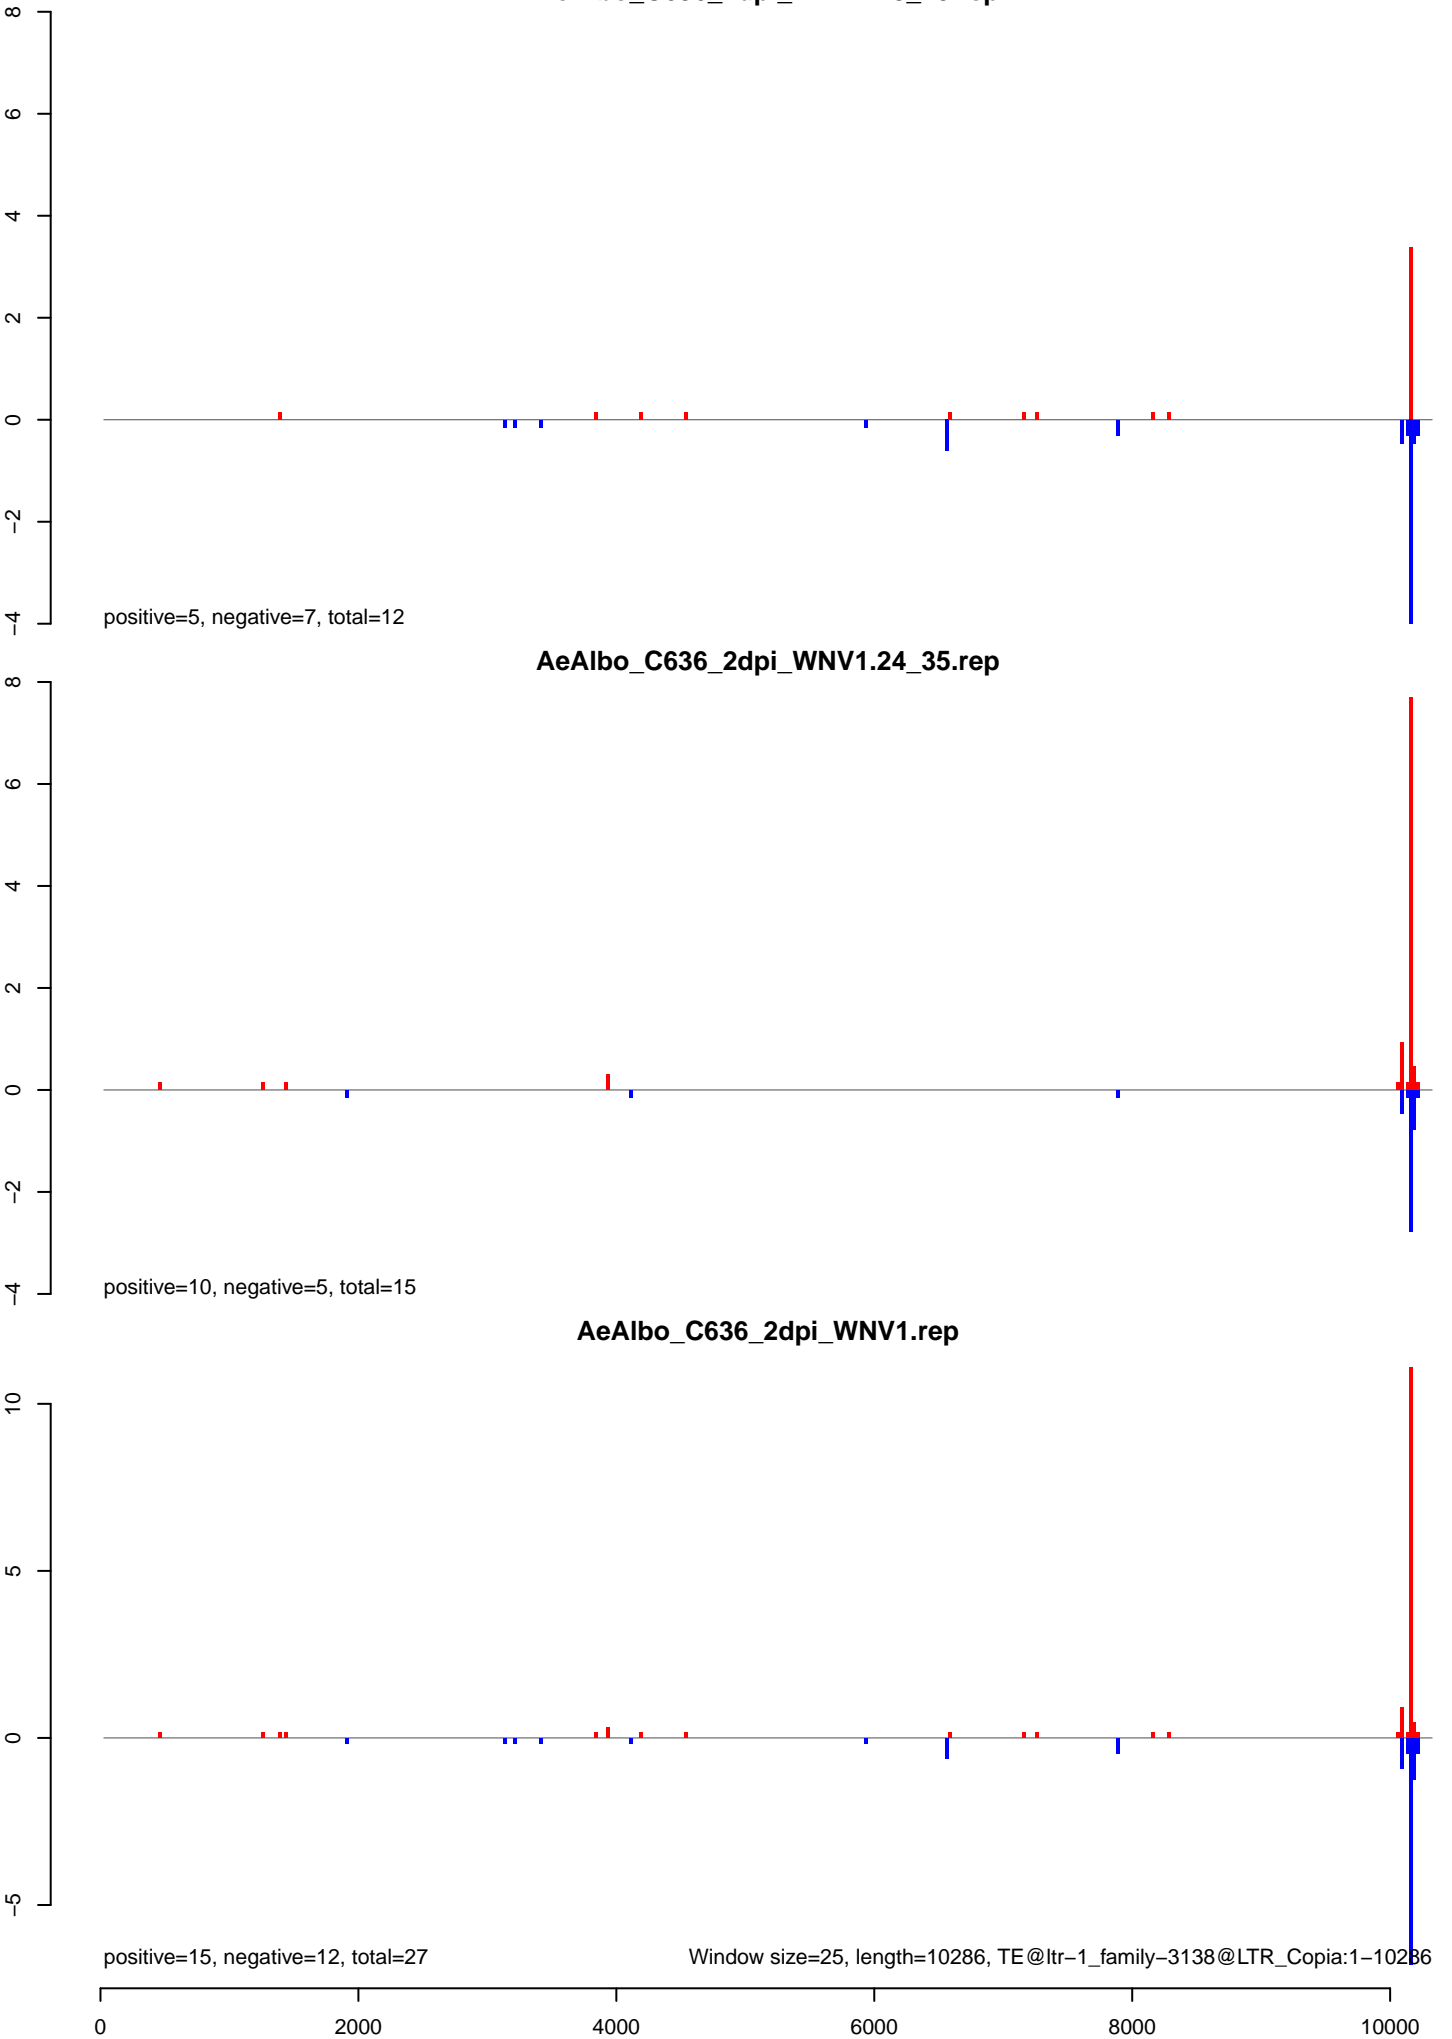 8
6
4
2
0
−2
−4
positive=5, negative=7, total=12
AeAlbo_C636_2dpi_WNV1.24_35.rep
8
6
4
2
0
−2
−4
positive=10, negative=5, total=15
AeAlbo_C636_2dpi_WNV1.rep
10
5
0
−5
positive=15, negative=12, total=27
Window size=25, length=10286, TE@ltr−1_family−3138@LTR_Copia:1−10286
0 2000 4000 6000 8000 10000